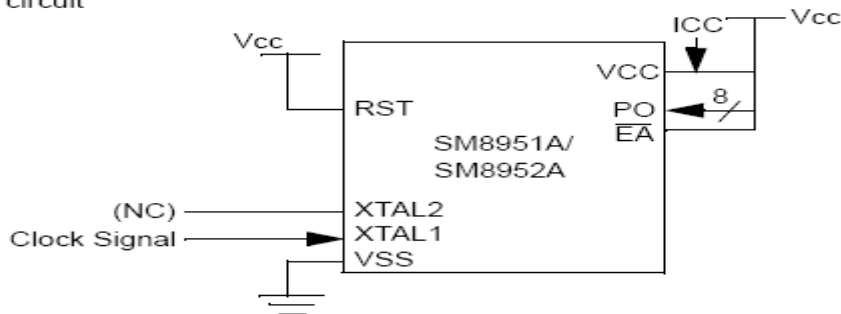 circuit
ICC
Vcc
Vcc
VCC
8
RST
PO
EA
SM8951A/
SM8952A
(NC)
XTAL2
Clock Signal
XTAL1
VSS